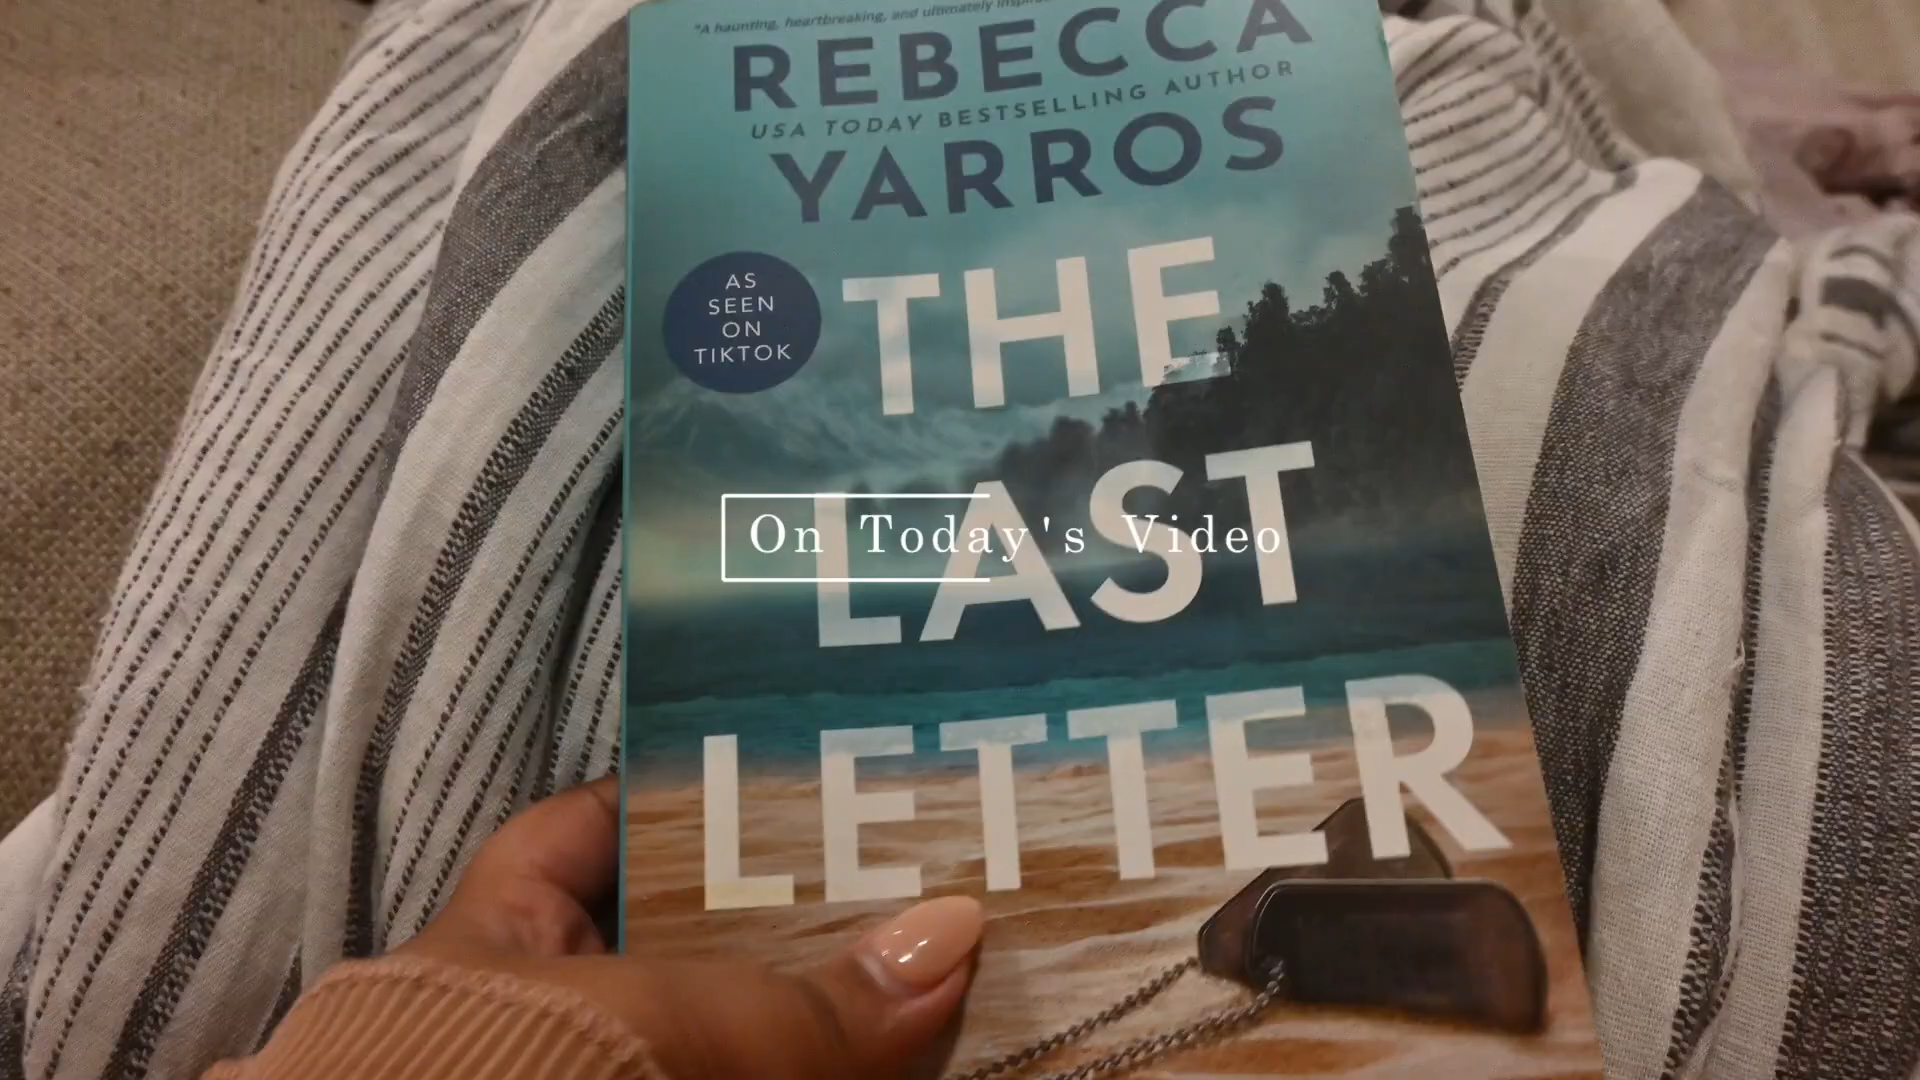 "A haunting, heartbreaking, and ultimately
REBECCA
USA TODAY BESTSELLING AUTHOR
YARROS
AS
SEEN
ON
TIKTOK
THE
LAST
On Today's Video
LETTER